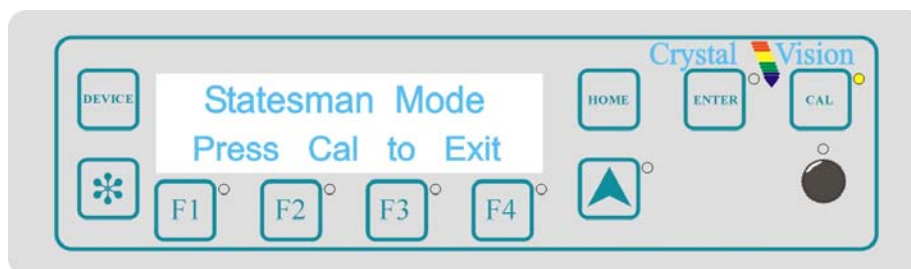 Crystal Vision
DEVICE
Statesman Mode
HOME
ENTER
CAL
Press Cal to Exit
F1
F2
F3
F4